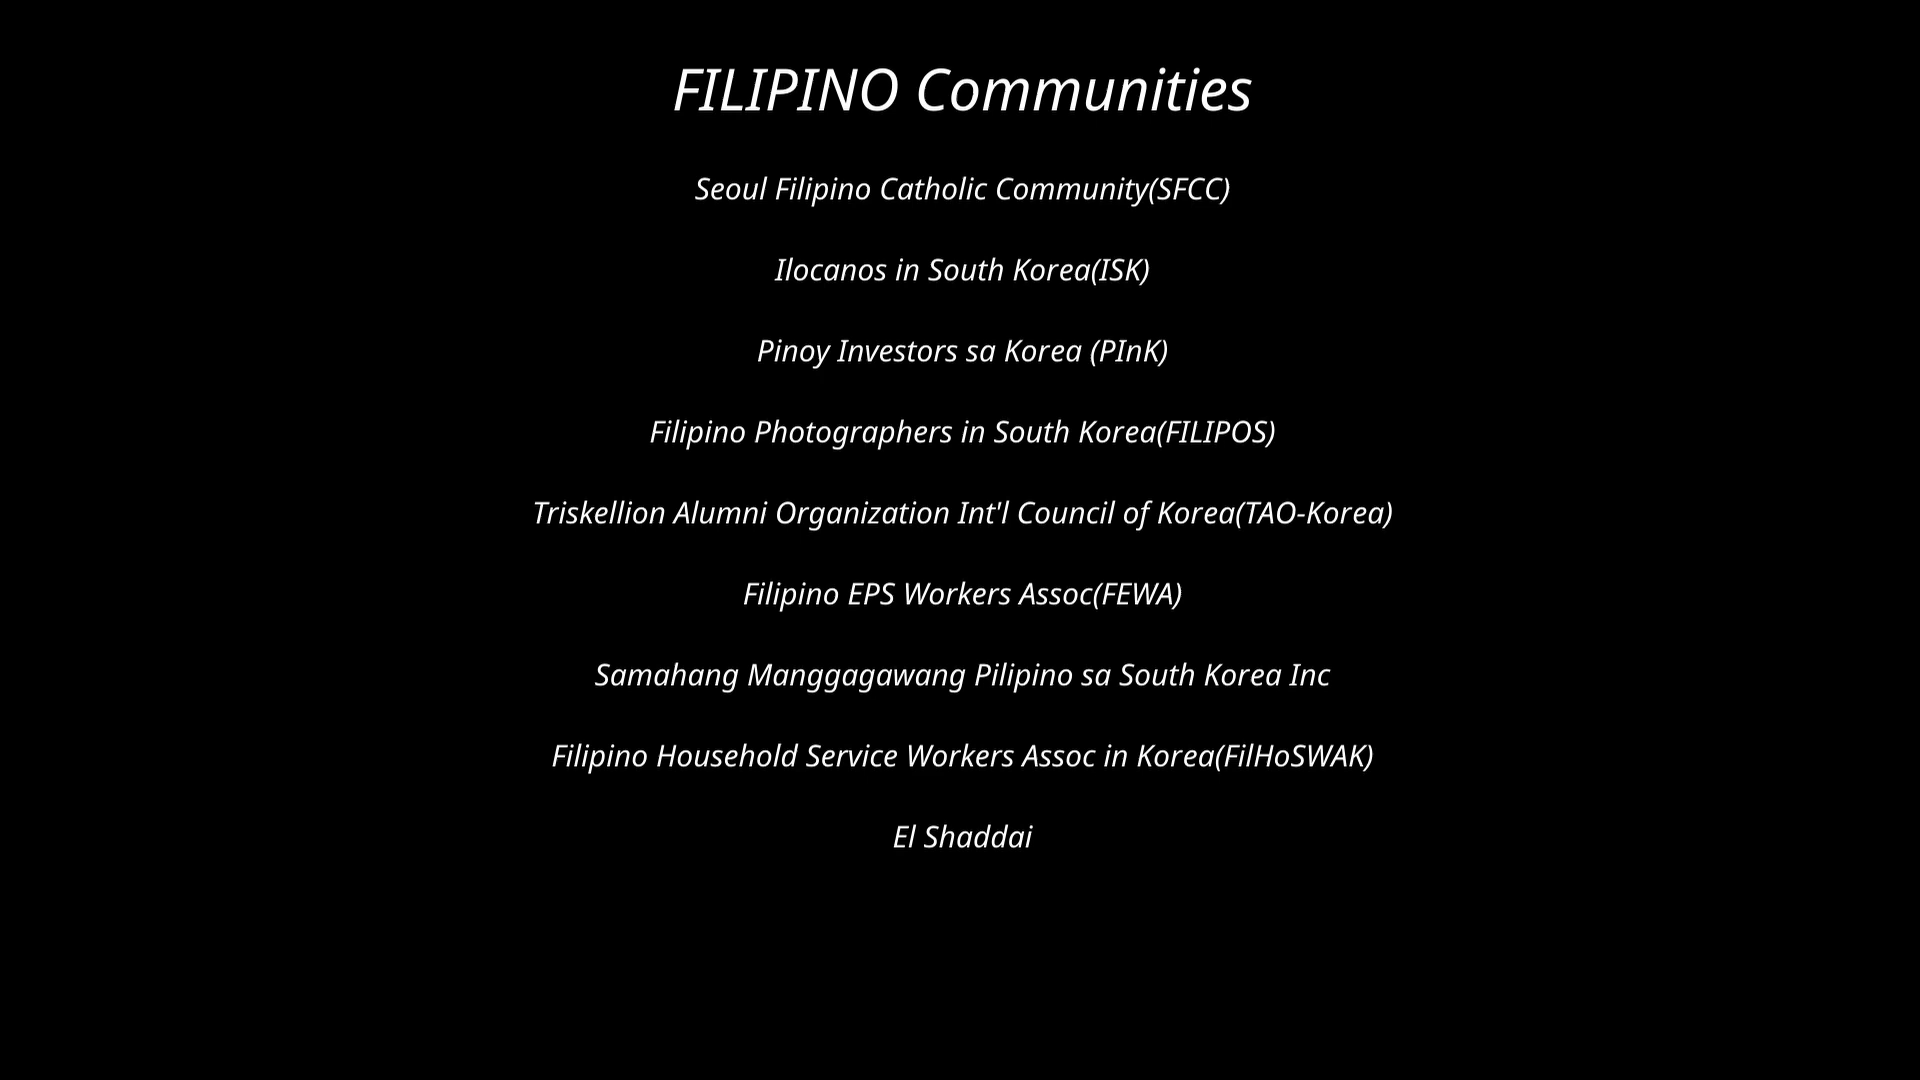 FILIPINO Communities
Seoul Filipino Catholic Community(SFCC)
Ilocanos in South Korea(ISK)
Pinoy Investors sa Korea (PInK)
Filipino Photographers in South Korea(FILIPOS)
Triskellion Alumni Organization Int'l Council of Korea(TAO-Korea)
Filipino EPS Workers Assoc(FEWA)
Samahang Manggagawang Pilipino sa South Korea Inc
Filipino Household Service Workers Assoc in Korea(FilHoSWAK)
El Shaddai